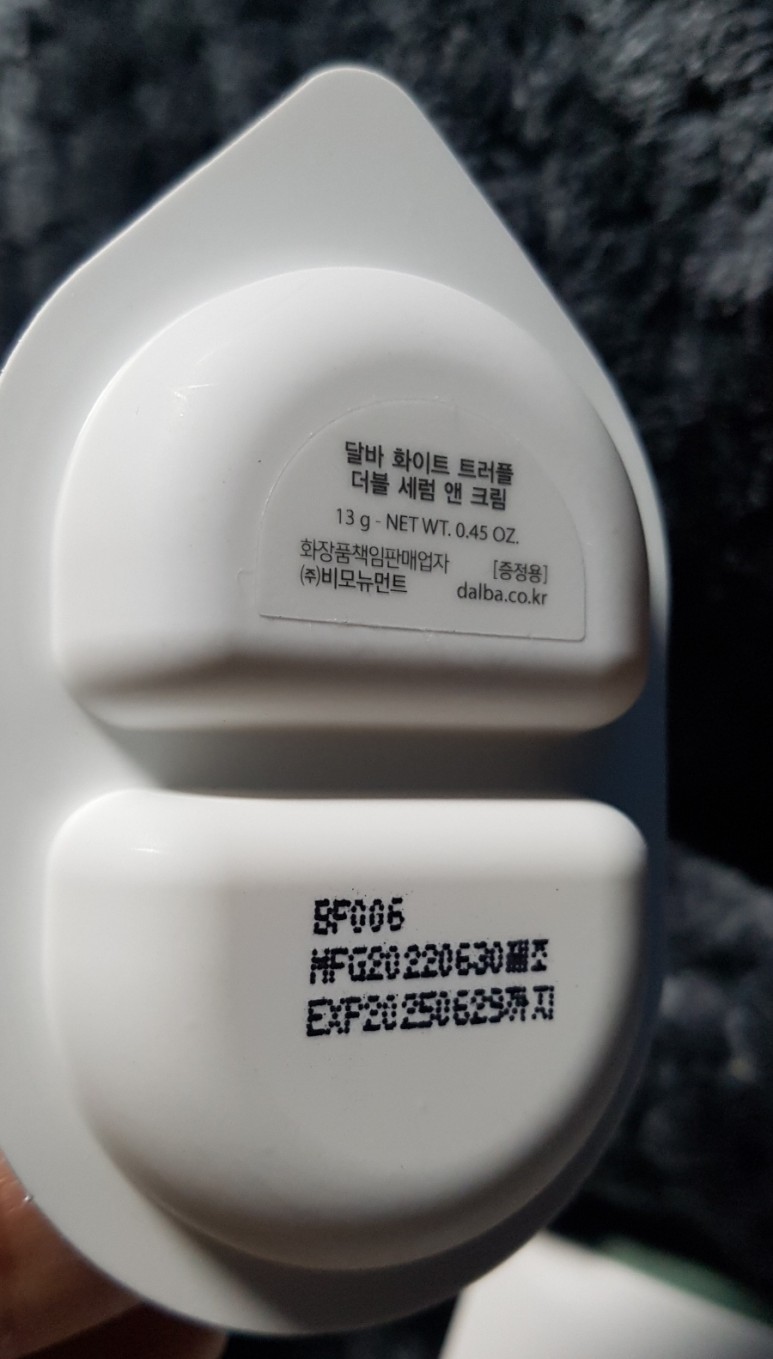 달바 화이트 트러플
더블 세럼 앤 크림
13 g - NET WT. 0.45 OZ.
화장품책임판매업자 [증정용]
(주)비모뉴먼트 dalba.co.kr
BF006
MFG20220630제조
EXP20250629까지